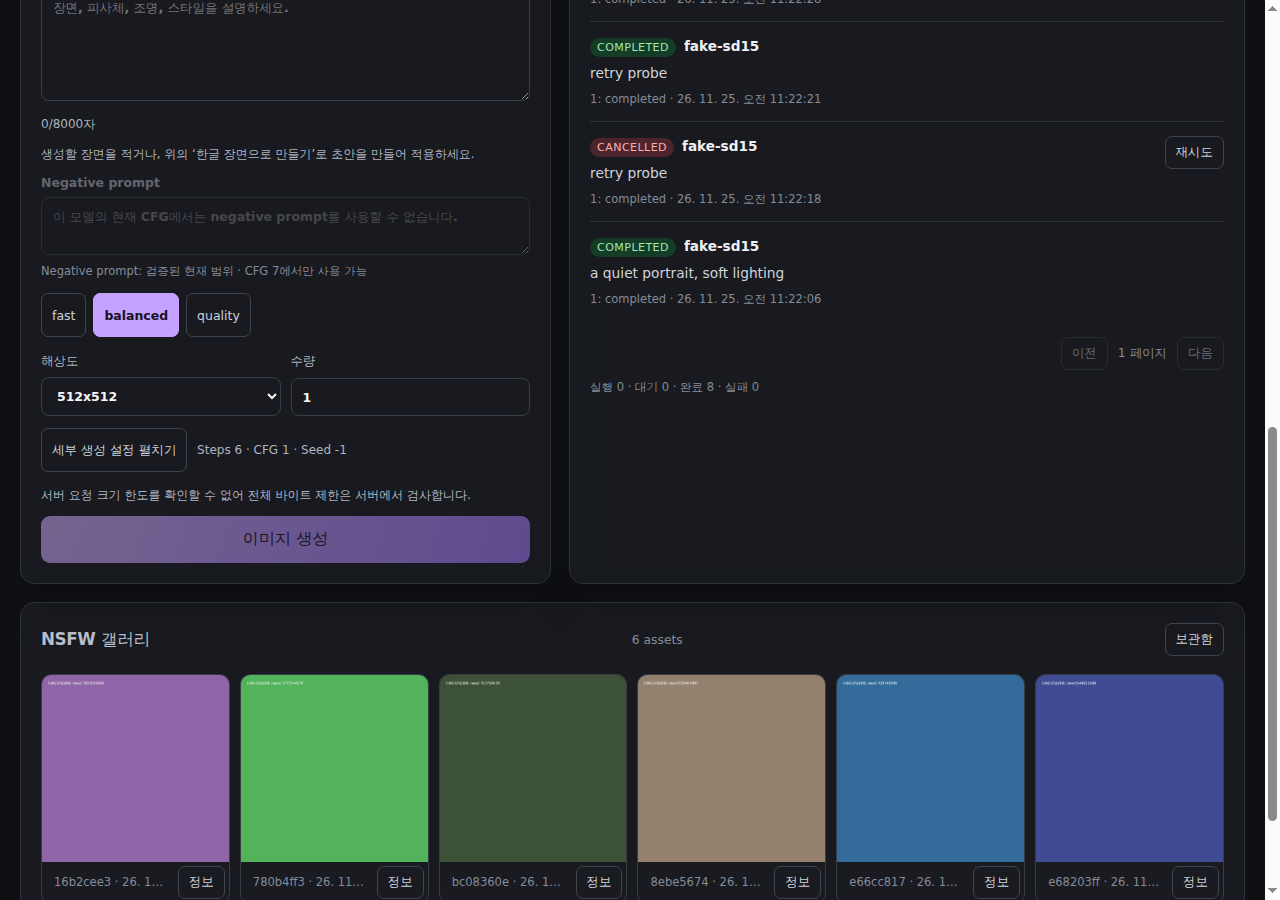 장면, 피사체, 조명, 스타일을 설명하세요.
0/8000자
생성할 장면을 적거나, 위의 ‘한글 장면으로 만들기’로 초안을 만들어 적용하세요.
Negative prompt
이 모델의 현재 CFG에서는 negative prompt를 사용할 수 없습니다.
Negative prompt: 검증된 현재 범위 · CFG 7에서만 사용 가능
fast balanced quality
해상도 수량
512x512 1
세부 생성 설정 펼치기 Steps 6 · CFG 1 · Seed -1
서버 요청 크기 한도를 확인할 수 없어 전체 바이트 제한은 서버에서 검사합니다.
이미지 생성
COMPLETED fake-sd15
retry probe
1: completed · 26. 11. 25. 오전 11:22:21
CANCELLED fake-sd15 재시도
retry probe
1: completed · 26. 11. 25. 오전 11:22:18
COMPLETED fake-sd15
a quiet portrait, soft lighting
1: completed · 26. 11. 25. 오전 11:22:06
이전 1 페이지 다음
실행 0 · 대기 0 · 완료 8 · 실패 0
NSFW 갤러리 6 assets 보관함
16b2cee3 · 26. 1… 정보 780b4ff3 · 26. 11… 정보 bc08360e · 26. 1… 정보 8ebe5674 · 26. 1… 정보 e66cc817 · 26. 1… 정보 e68203ff · 26. 11… 정보